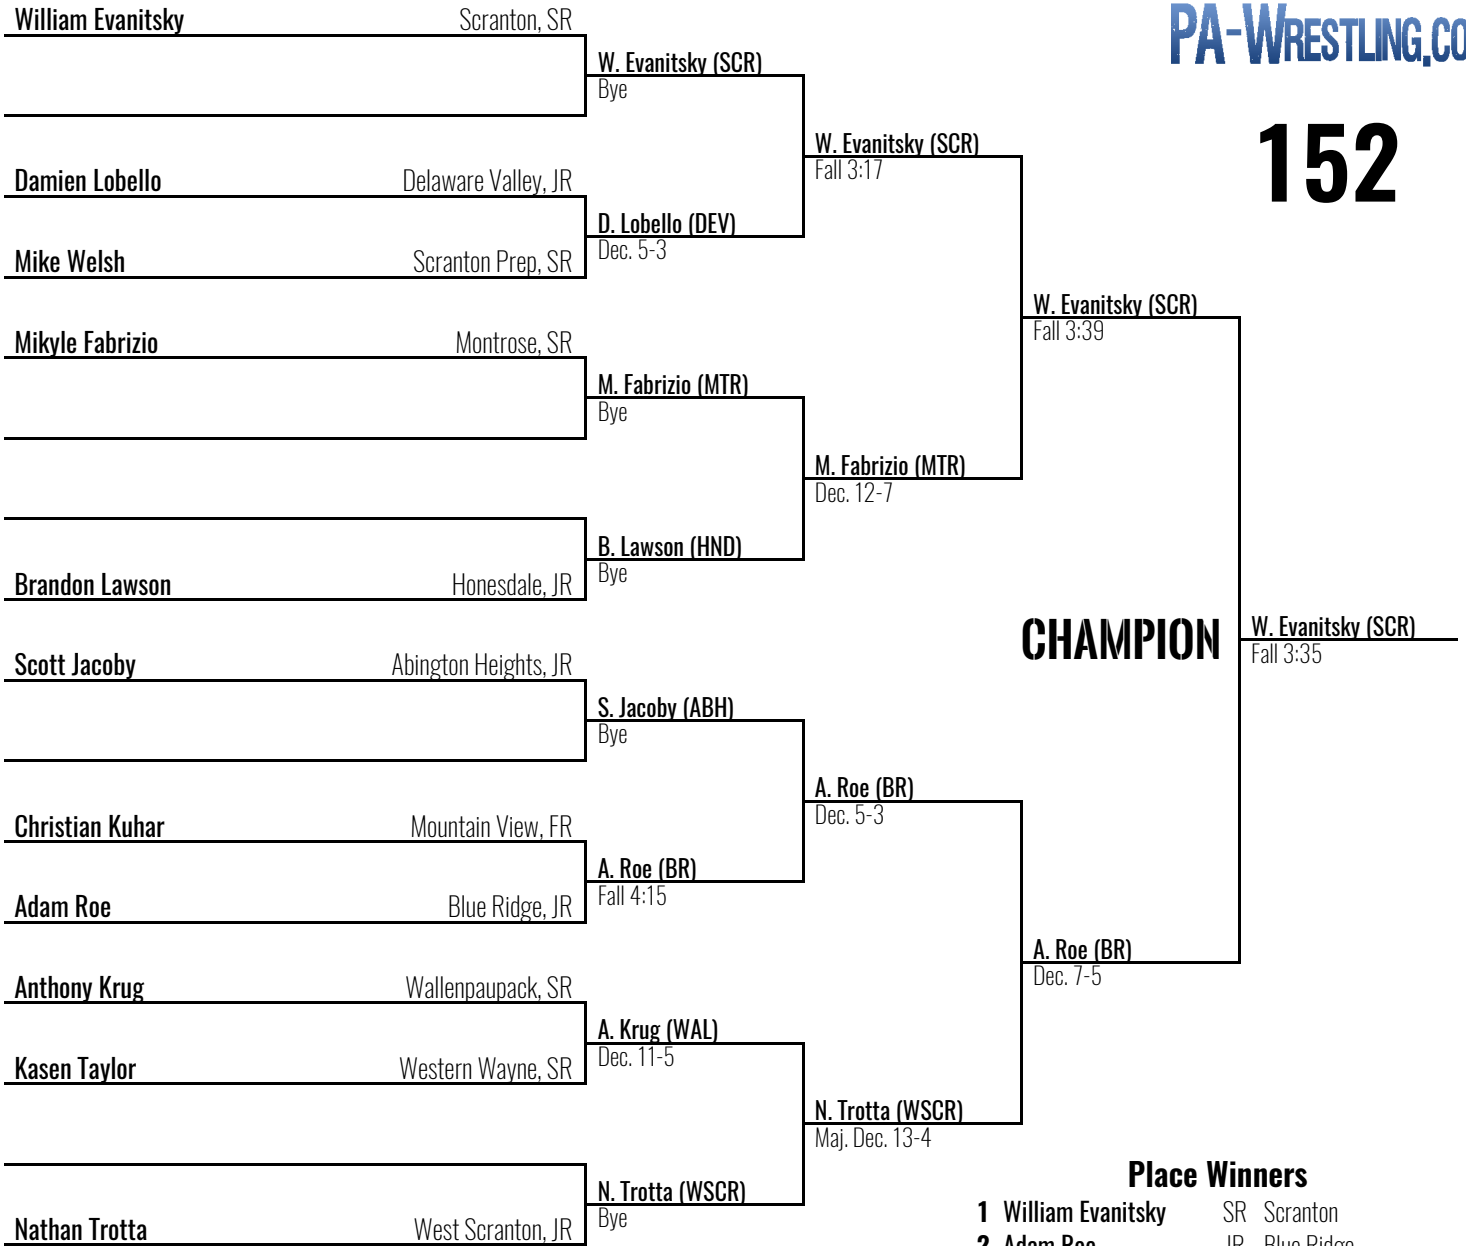 William Evanitsky Scranton, SR
PA-WRESTLING.CO
W. Evanitsky (SCR)
Bye
152
W. Evanitsky (SCR)
Fall 3:17
Damien Lobello Delaware Valley, JR
D. Lobello (DEV)
Dec. 5-3
Mike Welsh Scranton Prep, SR
W. Evanitsky (SCR)
Fall 3:39
Mikyle Fabrizio Montrose, SR
M. Fabrizio (MTR)
Bye
M. Fabrizio (MTR)
Dec. 12-7
B. Lawson (HND)
Bye
Brandon Lawson Honesdale, JR
CHAMPION
W. Evanitsky (SCR)
Fall 3:35
Scott Jacoby Abington Heights, JR
S. Jacoby (ABH)
Bye
A. Roe (BR)
Dec. 5-3
Christian Kuhar Mountain View, FR
A. Roe (BR)
Fall 4:15
Adam Roe Blue Ridge, JR
A. Roe (BR)
Dec. 7-5
Anthony Krug Wallenpaupack, SR
A. Krug (WAL)
Dec. 11-5
Kasen Taylor Western Wayne, SR
N. Trotta (WSCR)
Maj. Dec. 13-4
Place Winners
N. Trotta (WSCR)
Bye
1 William Evanitsky SR Scranton
Nathan Trotta West Scranton, JR
2 Adam Roe JR Blue Ridge